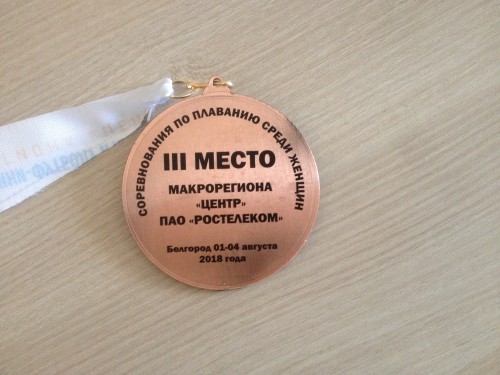 СОРЕВНОВАНИЯ ПО ПЛАВАНИЮ СРЕДИ ЖЕНЩИН
III МЕСТО
МАКРОРЕГИОНА
«ЦЕНТР»
ПАО «РОСТЕЛЕКОМ»
Белгород 01-04 августа
2018 года